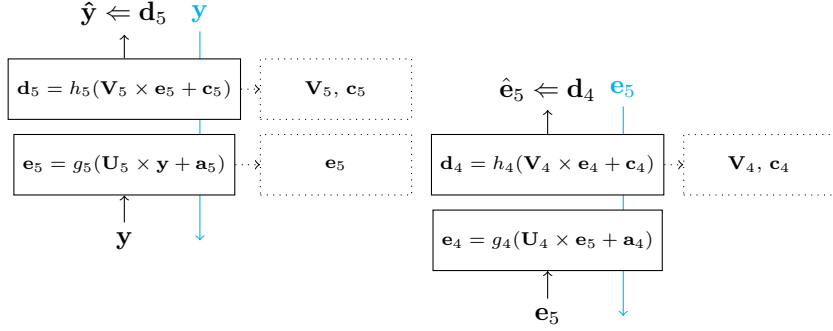 ŷ ⇐ d₅ y
d₅ = h₅(V₅ × e₅ + c₅)
V₅, c₅
e₅ = g₅(U₅ × y + a₅)
e₅
y
ê₅ ⇐ d₄ e₅
d₄ = h₄(V₄ × e₄ + c₄)
V₄, c₄
e₄ = g₄(U₄ × e₅ + a₄)
e₅